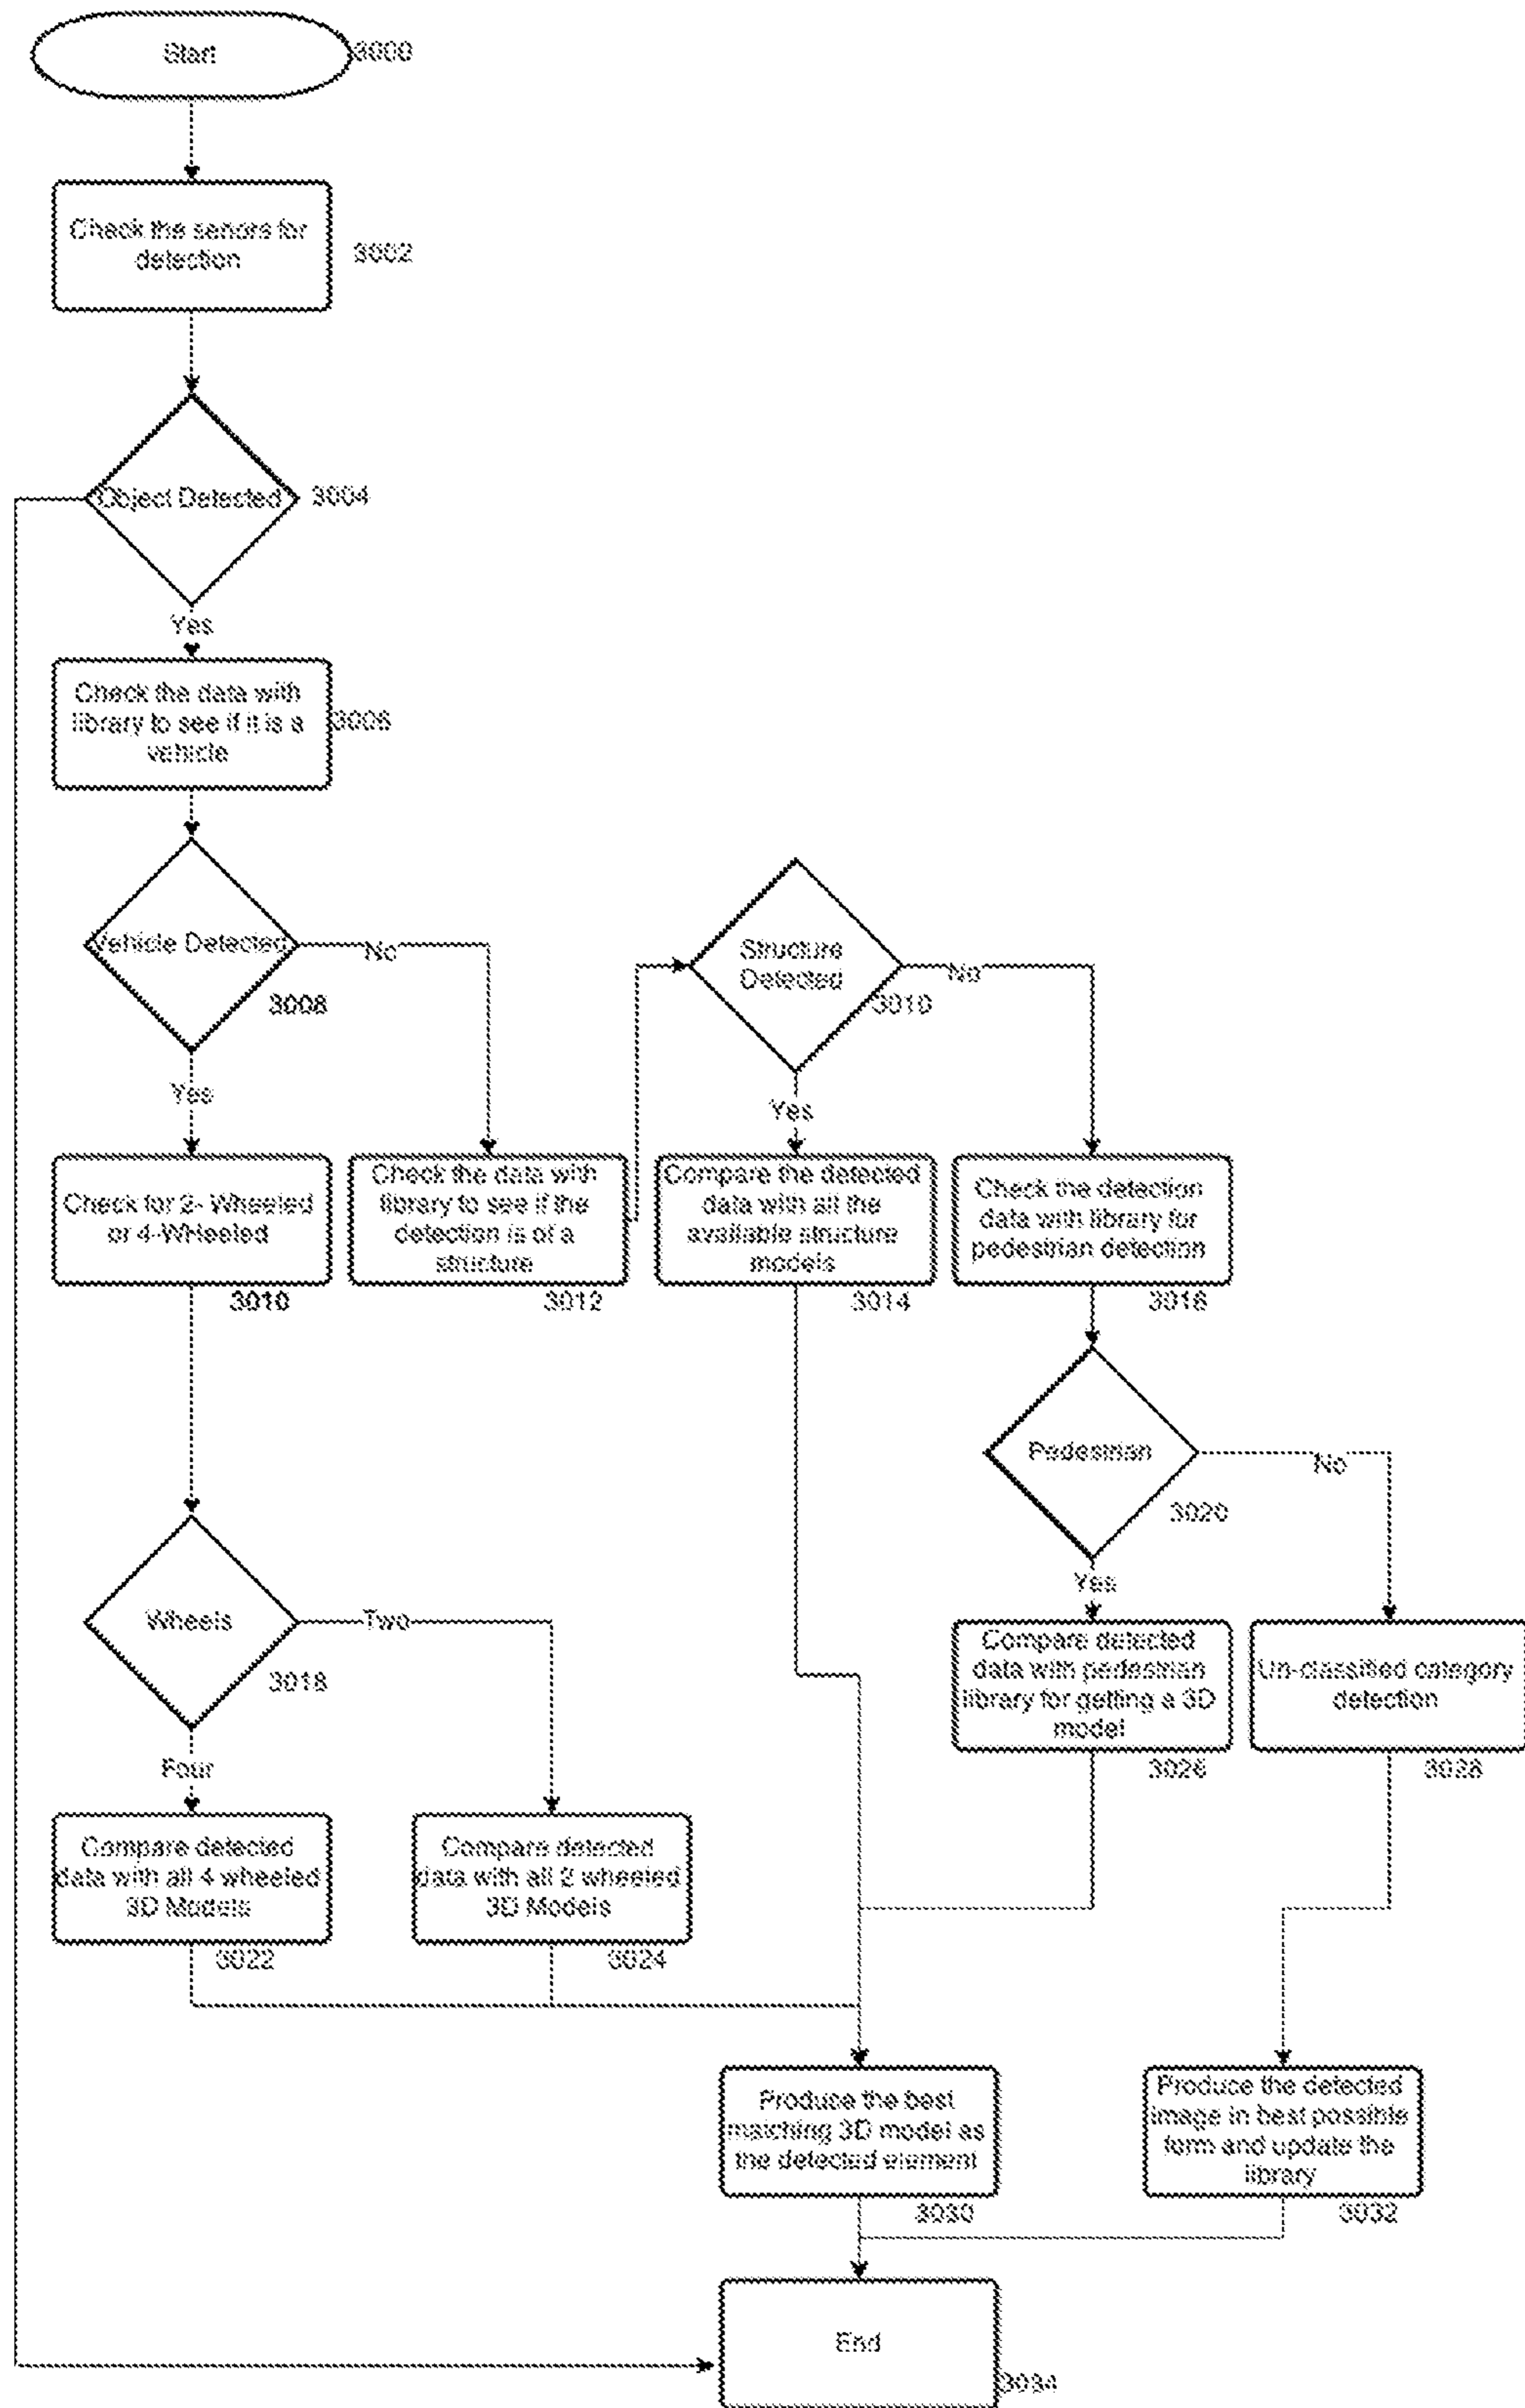 Start
3000
Check the senors for
detection
3002
Object Detected
3004
Yes
Check the data with
library to see if it is a
vehicle
3006
Vehicle Detected
No
3008
Yes
Structure
Detected
No
3010
Yes
Check for 2- Wheeled
or 4-Wheeled
3010
Check the data with
library to see if the
detection is of a
structure
3012
Compare the detected
data with all the
available structure
models
3014
Check the detection
data with library for
pedestrian detection
3016
Pedestrian
No
3020
Yes
Wheels
Two
3018
Four
Compare detected
data with pedestrian
library for getting a 3D
model
3026
Un-classified category
detection
3028
Compare detected
data with all 4 wheeled
3D Models
3022
Compare detected
data with all 2 wheeled
3D Models
3024
Produce the best
matching 3D model as
the detected element
3030
Produce the detected
image in best possible
form and update the
library
3032
End
3034